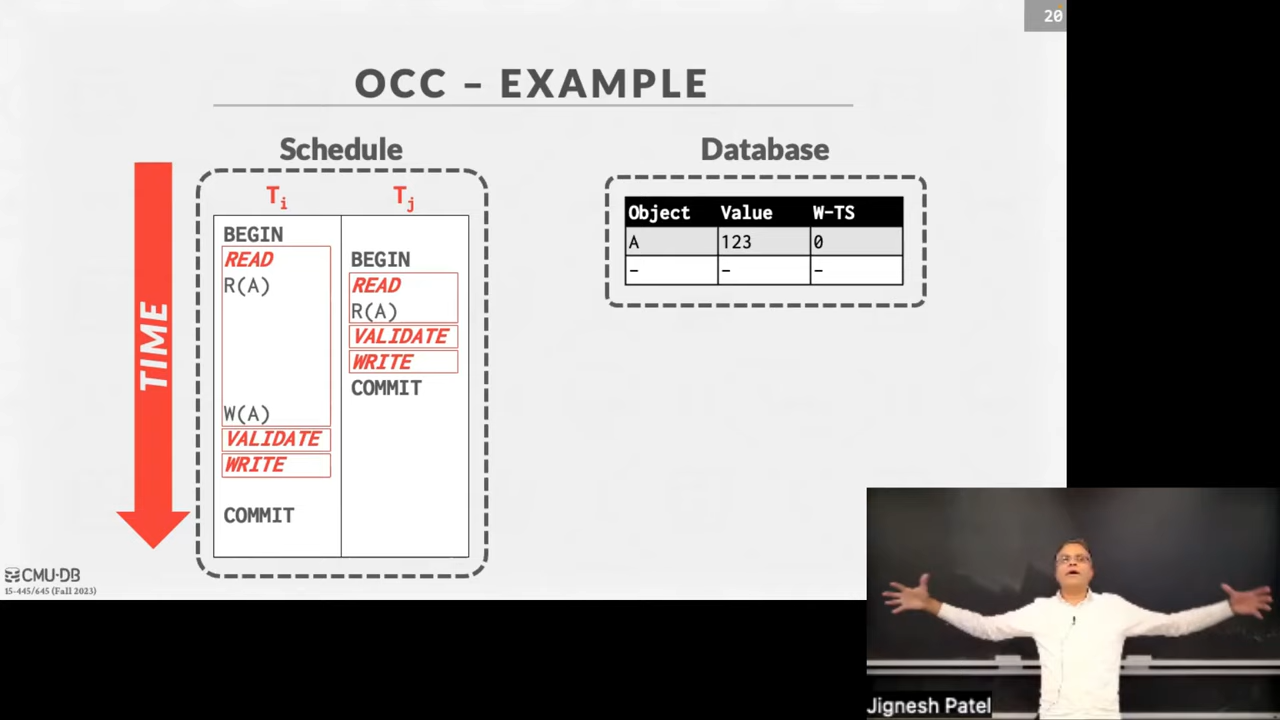 20
OCC – EXAMPLE
Schedule
Database
TIME
Ti Tj
BEGIN
READ BEGIN
R(A) READ
R(A)
VALIDATE
WRITE
COMMIT
W(A)
VALIDATE
WRITE
COMMIT
Object Value W-TS
A 123 0
– – –
CMU·DB
15-445/645 (Fall 2023)
Jignesh Patel